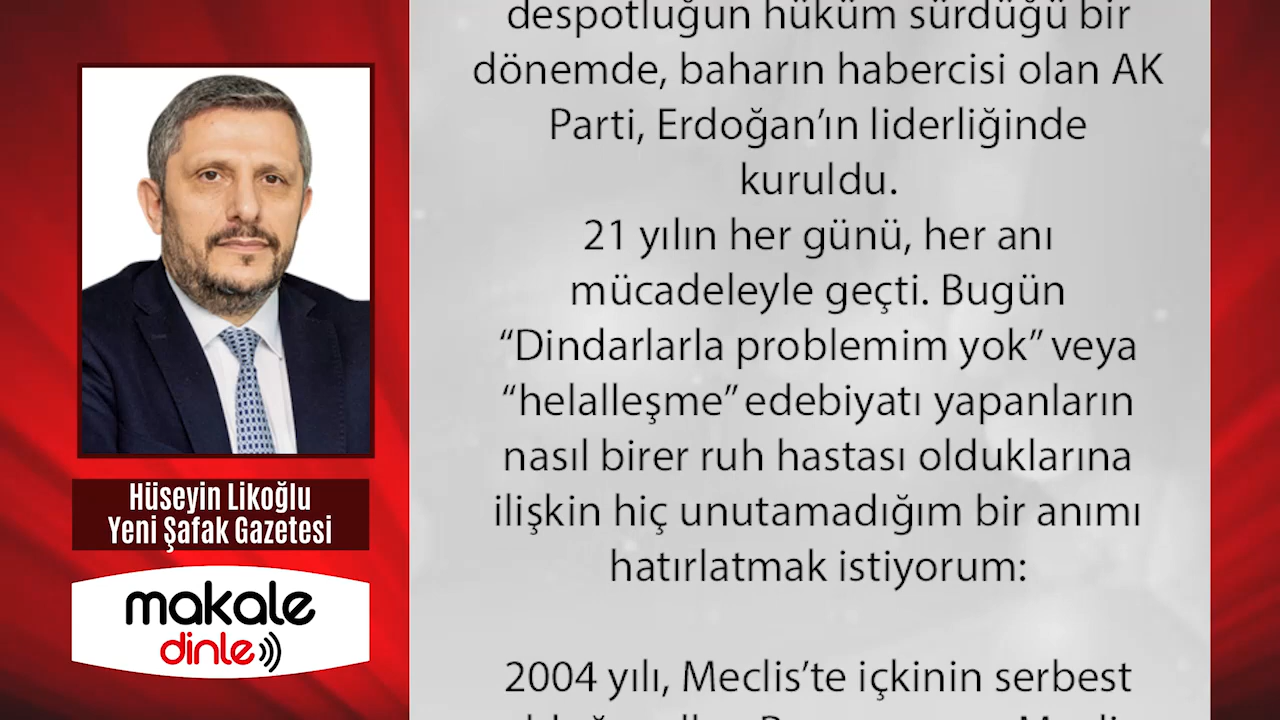 despotluğun hüküm sürdüğü bir
dönemde, baharın habercisi olan AK
Parti, Erdoğan’ın liderliğinde
kuruldu.
21 yılın her günü, her anı
mücadeleyle geçti. Bugün
“Dindarlarla problemim yok” veya
“helalleşme” edebiyatı yapanların
nasıl birer ruh hastası olduklarına
ilişkin hiç unutamadığım bir anımı
hatırlatmak istiyorum:
2004 yılı, Meclis’te içkinin serbest
Hüseyin Likoğlu
Yeni Şafak Gazetesi
makale
dinle